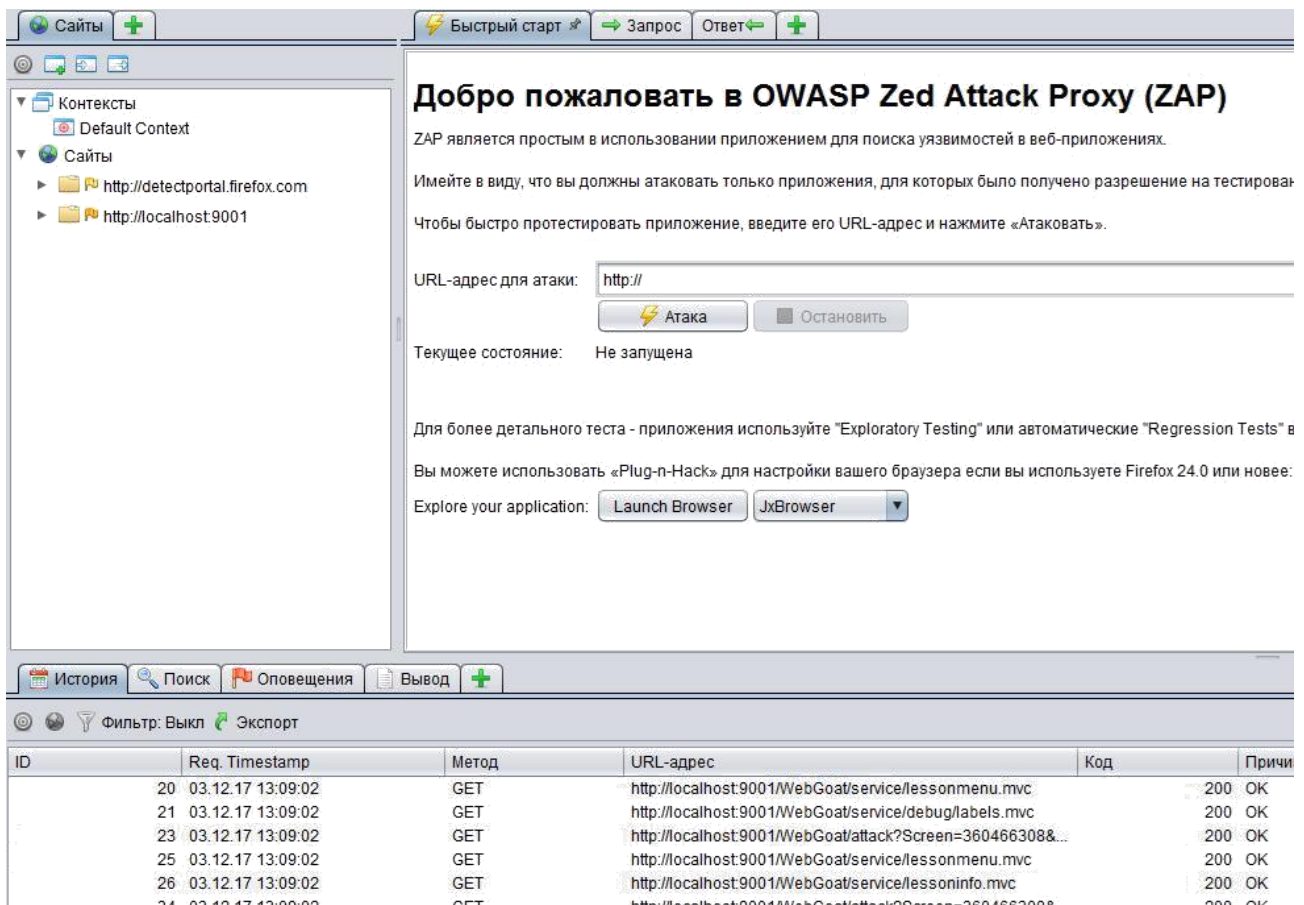 Сайты
Быстрый старт
Запрос
Ответ
Контексты
Default Context
Сайты
http://detectportal.firefox.com
http://localhost:9001
Добро пожаловать в OWASP Zed Attack Proxy (ZAP)
ZAP является простым в использовании приложением для поиска уязвимостей в веб-приложениях.
Имейте в виду, что вы должны атаковать только приложения, для которых было получено разрешение на тестирован
Чтобы быстро протестировать приложение, введите его URL-адрес и нажмите «Атаковать».
URL-адрес для атаки: http://
Атака Остановить
Текущее состояние: Не запущена
Для более детального теста - приложения используйте "Exploratory Testing" или автоматические "Regression Tests" в
Вы можете использовать «Plug-n-Hack» для настройки вашего браузера если вы используете Firefox 24.0 или новее:
Explore your application: Launch Browser JxBrowser
История Поиск Оповещения Вывод
Фильтр: Выкл Экспорт
ID Req. Timestamp Метод URL-адрес Код Причи
20 03.12.17 13:09:02 GET http://localhost:9001/WebGoat/service/lessonmenu.mvc 200 OK
21 03.12.17 13:09:02 GET http://localhost:9001/WebGoat/service/debug/labels.mvc 200 OK
23 03.12.17 13:09:02 GET http://localhost:9001/WebGoat/attack?Screen=360466308&... 200 OK
25 03.12.17 13:09:02 GET http://localhost:9001/WebGoat/service/lessonmenu.mvc 200 OK
26 03.12.17 13:09:02 GET http://localhost:9001/WebGoat/service/lessoninfo.mvc 200 OK